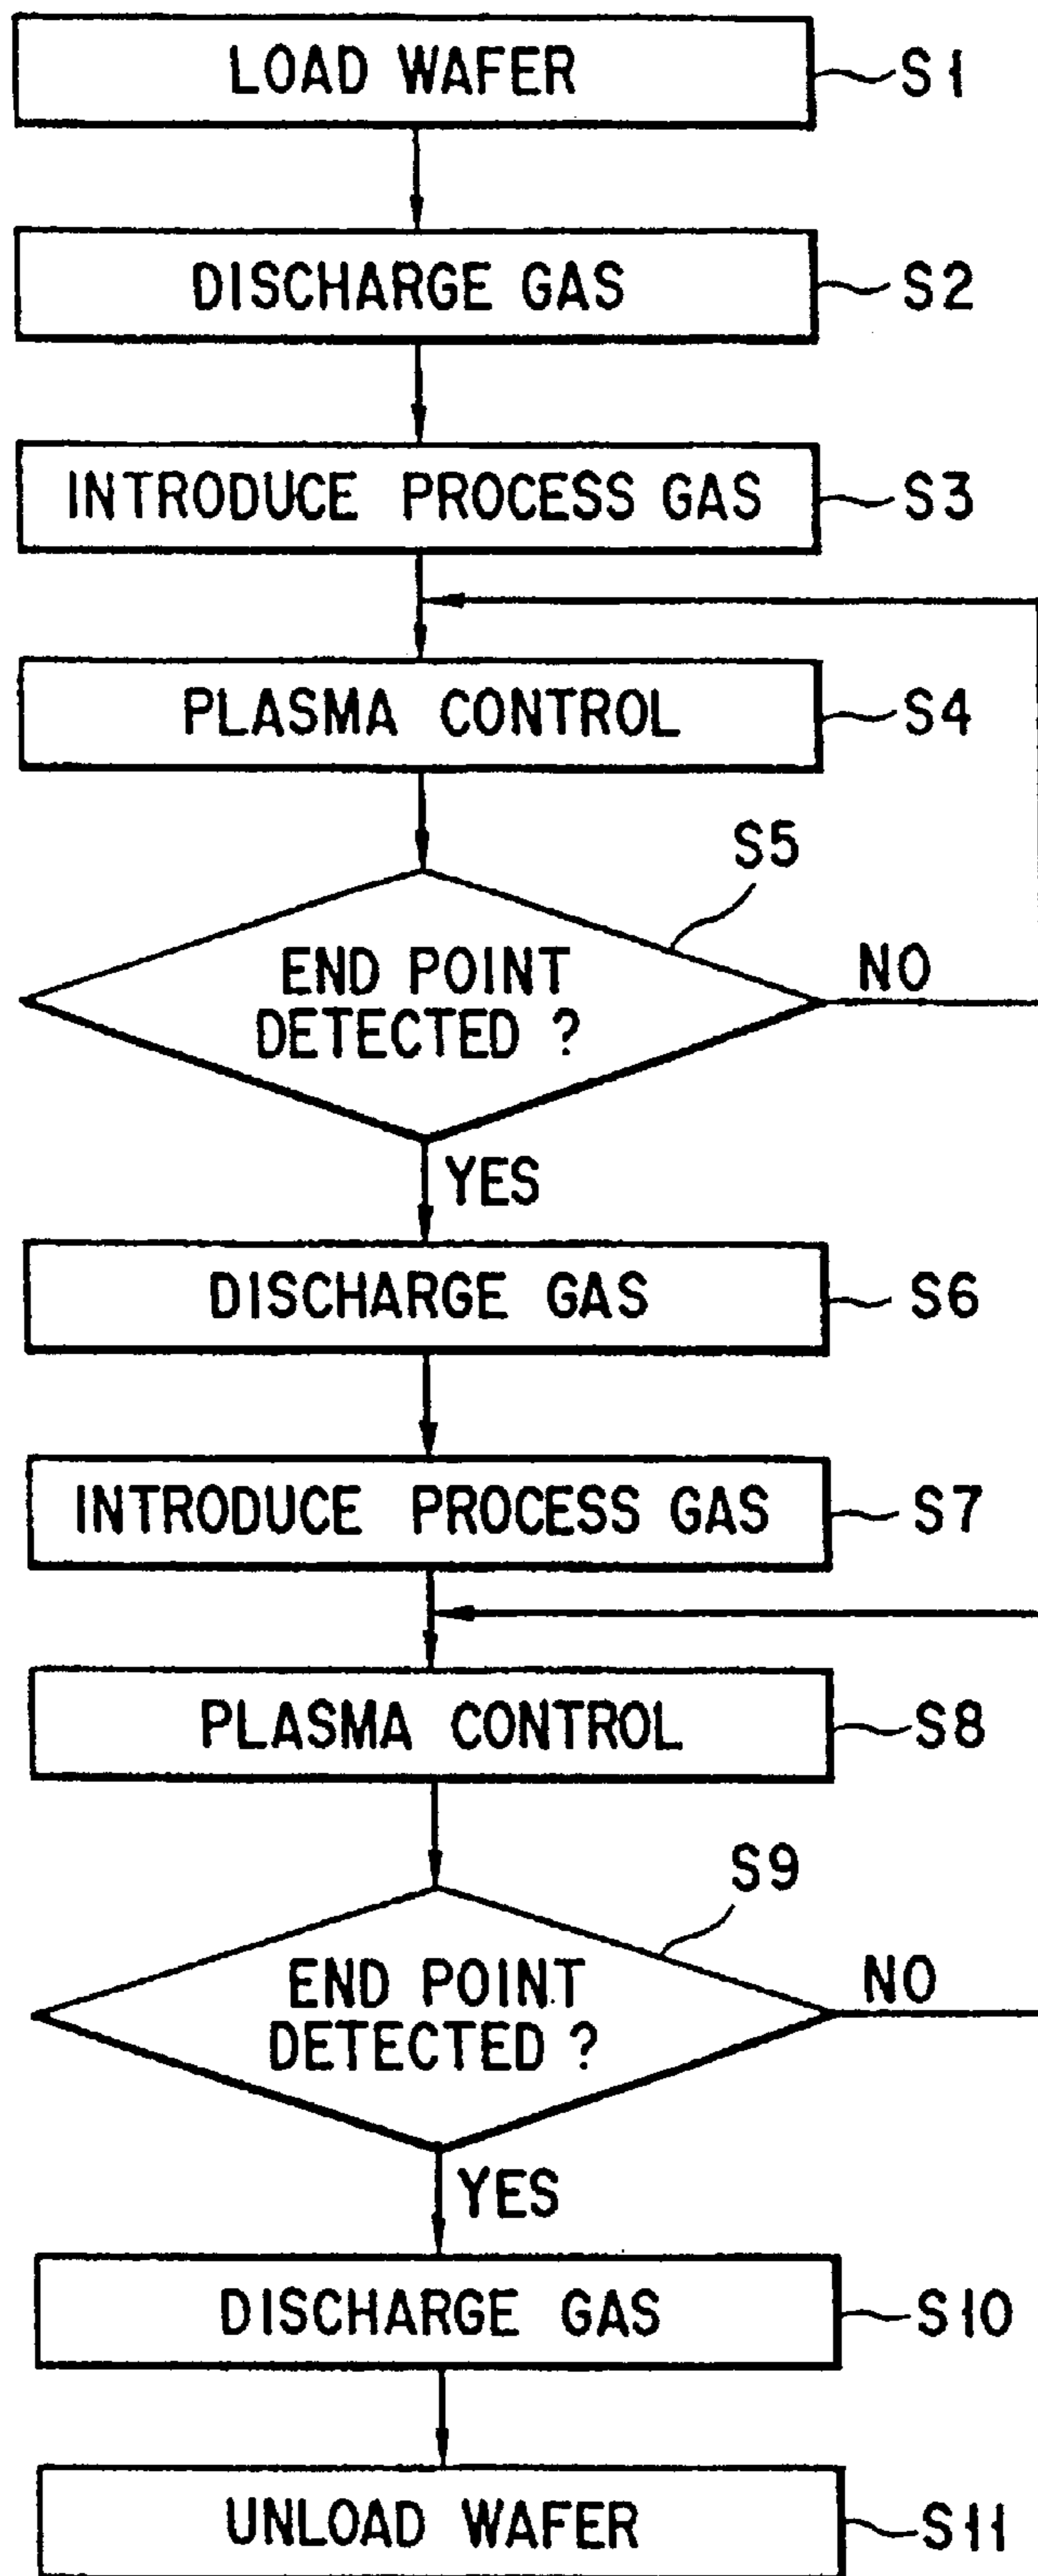 LOAD WAFER S1
DISCHARGE GAS S2
INTRODUCE PROCESS GAS S3
PLASMA CONTROL S4
S5
END POINT NO
DETECTED ?
YES
DISCHARGE GAS S6
INTRODUCE PROCESS GAS S7
PLASMA CONTROL S8
S9
END POINT NO
DETECTED ?
YES
DISCHARGE GAS S10
UNLOAD WAFER S11